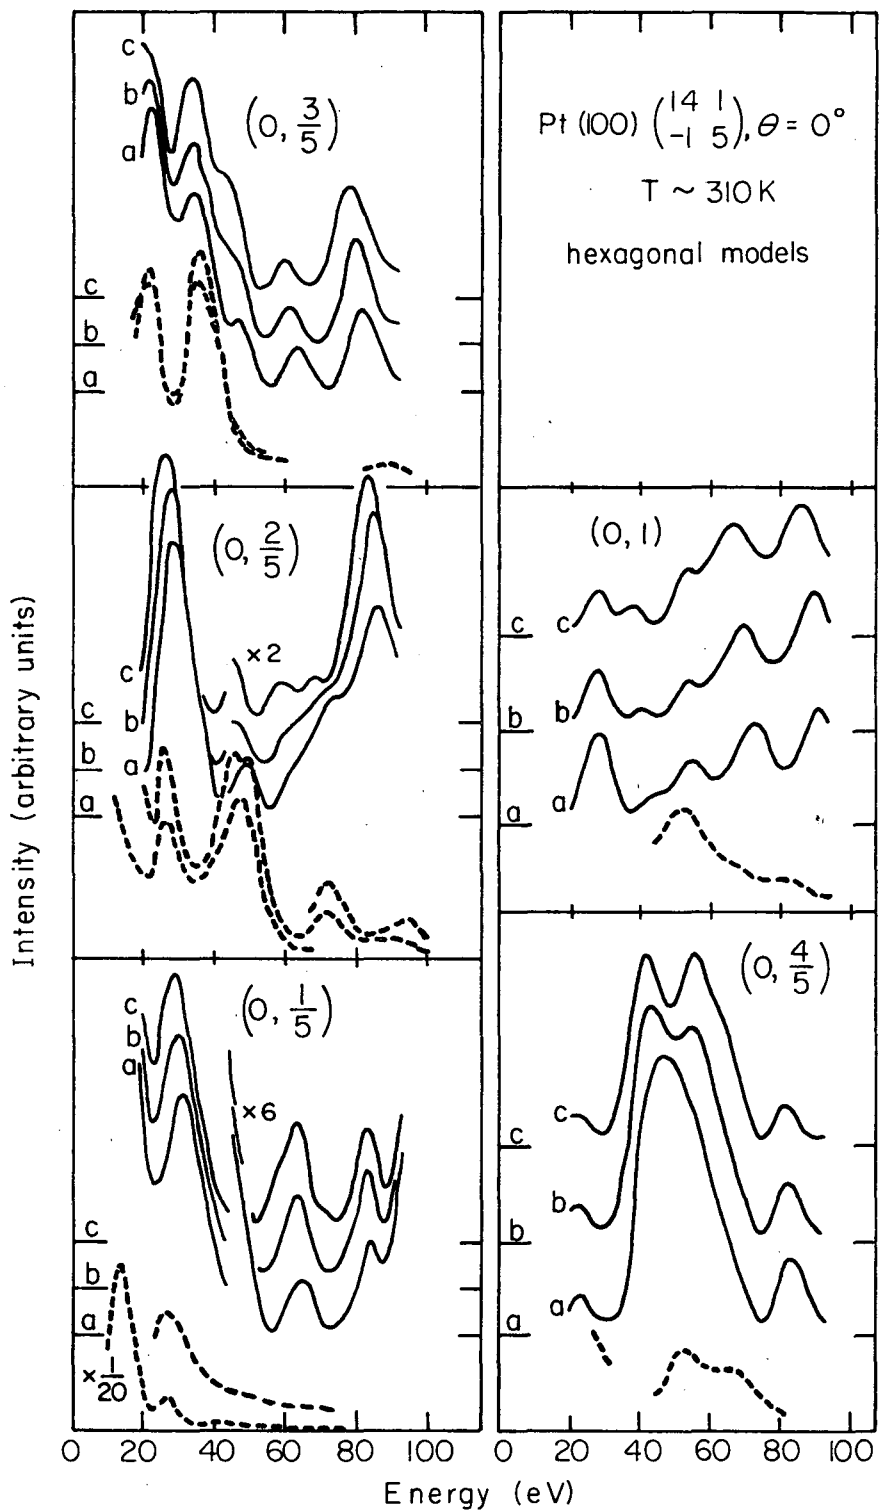 c
b
a
(0, 3/5)
c
b
a
Pt (100) (14 1 / -1 5), θ = 0°
T ~ 310 K
hexagonal models
(0, 2/5)
×2
c
b
a
c
b
a
(0, 1)
c c
b b
a a
(0, 1/5)
c
b
a
×6
c
b
a
× 1/20
(0, 4/5)
c c
b b
a a
0 20 40 60 80 100
0 20 40 60 80 100
Energy (eV)
Intensity (arbitrary units)